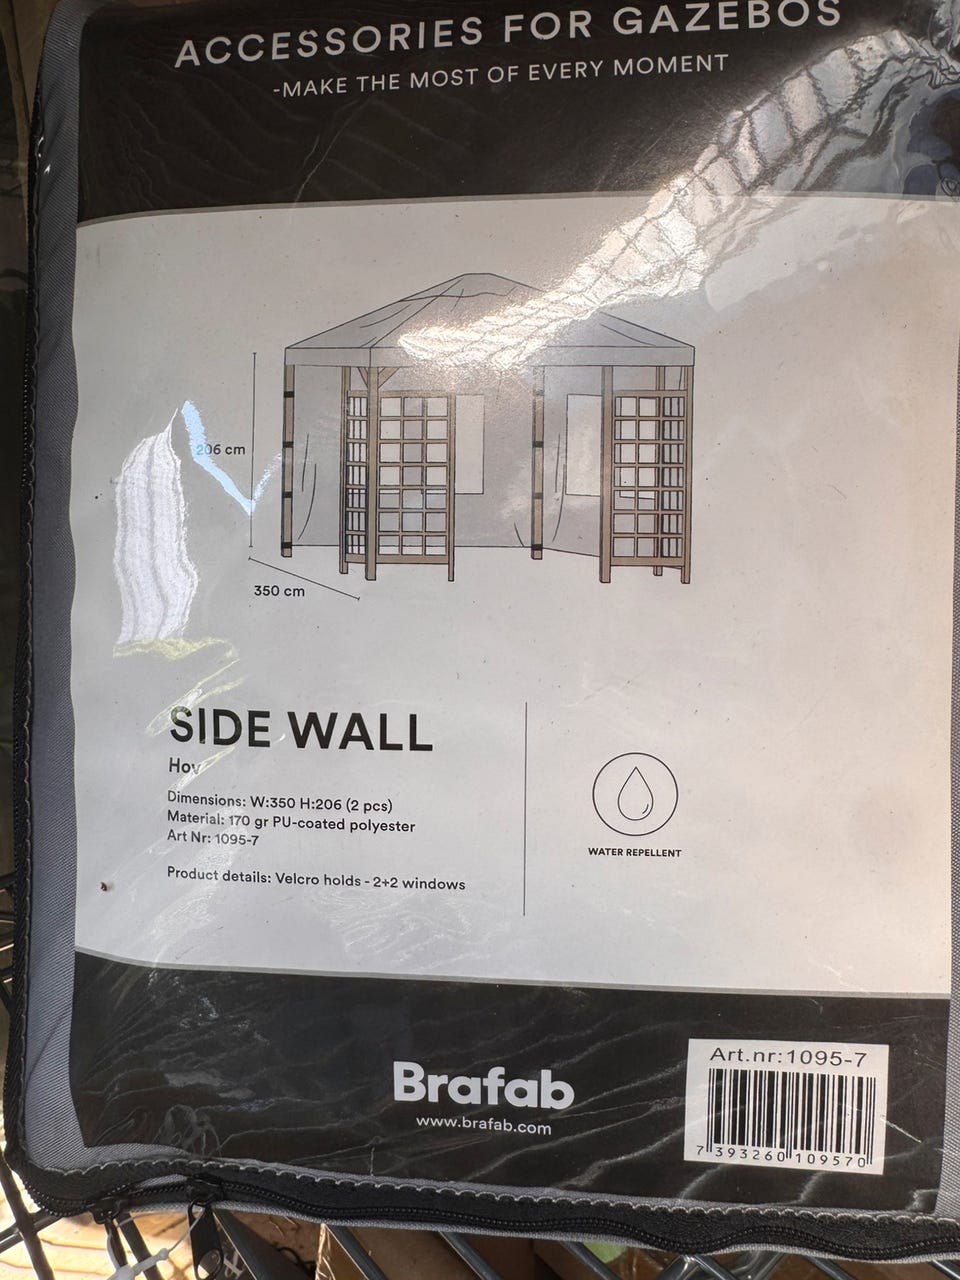 ACCESSORIES FOR GAZEBOS
-MAKE THE MOST OF EVERY MOMENT
206 cm
350 cm
SIDE WALL
Hov
Dimensions: W:350 H:206 (2 pcs)
Material: 170 gr PU-coated polyester
Art Nr: 1095-7
Product details: Velcro holds - 2+2 windows
WATER REPELLENT
Brafab
www.brafab.com
Art.nr:1095-7
7 393260 109570